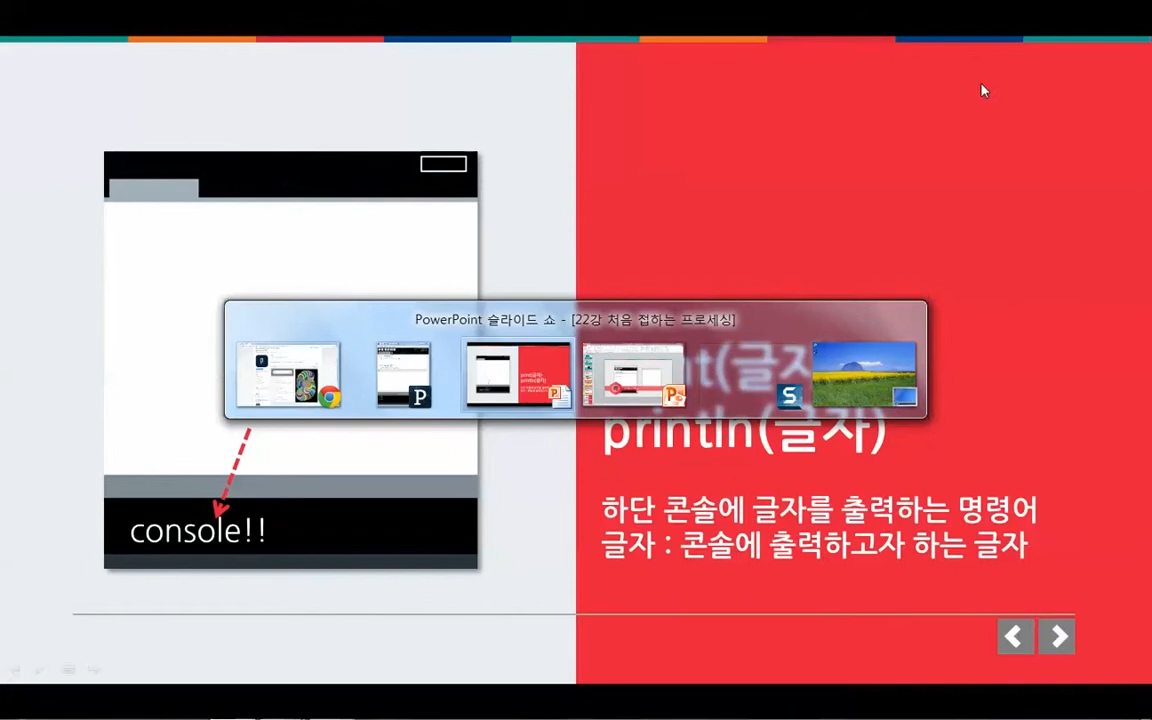 PowerPoint 슬라이드 쇼 - [22강 처음 접하는 프로세싱]
println(글자)
하단 콘솔에 글자를 출력하는 명령어
글자 : 콘솔에 출력하고자 하는 글자
console!!